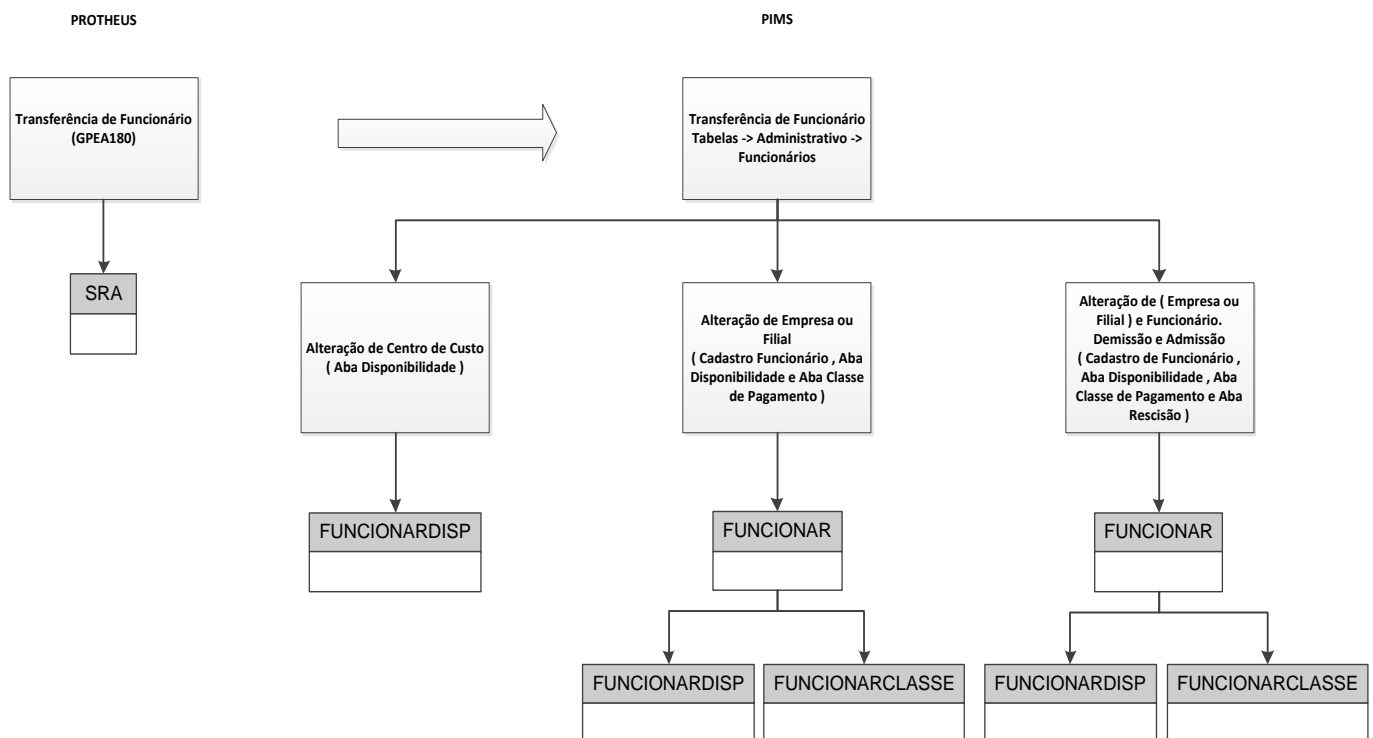 PROTHEUS
PIMS
Transferência de Funcionário
(GPEA180)
Transferência de Funcionário
Tabelas -> Administrativo ->
Funcionários
SRA
Alteração de Centro de Custo
( Aba Disponibilidade )
Alteração de Empresa ou
Filial
( Cadastro Funcionário , Aba
Disponibilidade e Aba Classe
de Pagamento )
Alteração de ( Empresa ou
Filial ) e Funcionário.
Demissão e Admissão
( Cadastro de Funcionário ,
Aba Disponibilidade , Aba
Classe de Pagamento e Aba
Rescisão )
FUNCIONARDISP
FUNCIONAR
FUNCIONAR
FUNCIONARDISP
FUNCIONARCLASSE
FUNCIONARDISP
FUNCIONARCLASSE